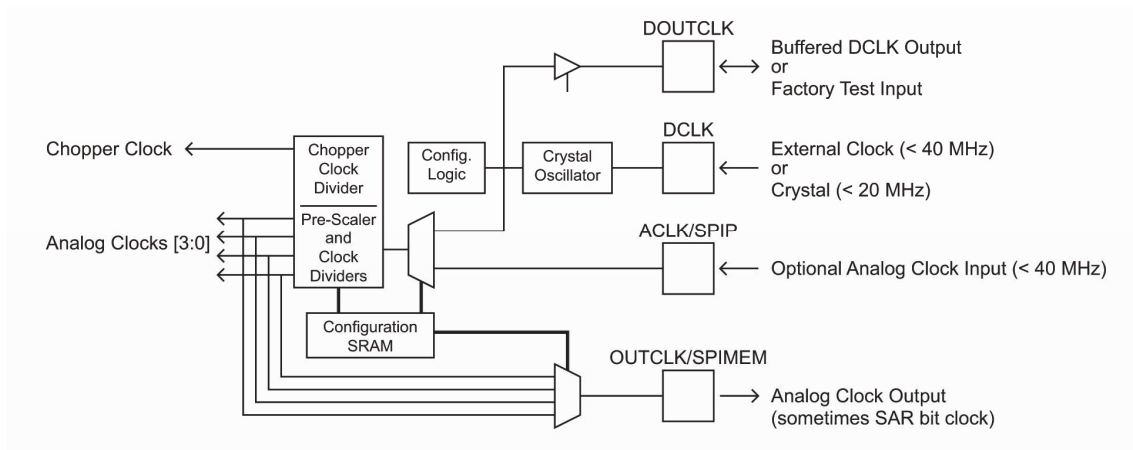 DOUTCLK
Buffered DCLK Output
or
Factory Test Input
DCLK
External Clock (< 40 MHz)
or
Crystal (< 20 MHz)
Chopper Clock
Chopper
Clock
Divider
Config.
Logic
Crystal
Oscillator
Pre-Scaler
and
Clock
Dividers
Analog Clocks [3:0]
ACLK/SPIP
Optional Analog Clock Input (< 40 MHz)
Configuration
SRAM
OUTCLK/SPIMEM
Analog Clock Output
(sometimes SAR bit clock)